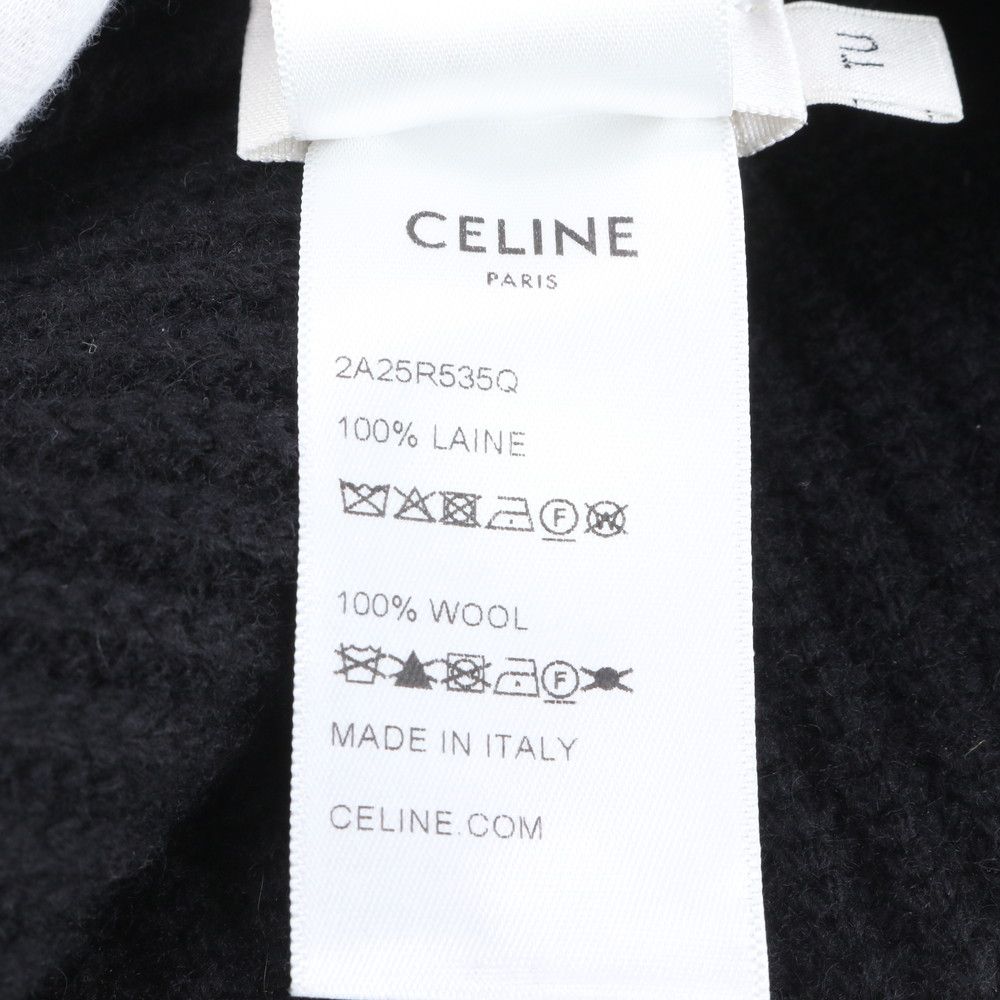 TU
CELINE
PARIS
2A25R535Q
100% LAINE
F W
100% WOOL
F
MADE IN ITALY
CELINE.COM